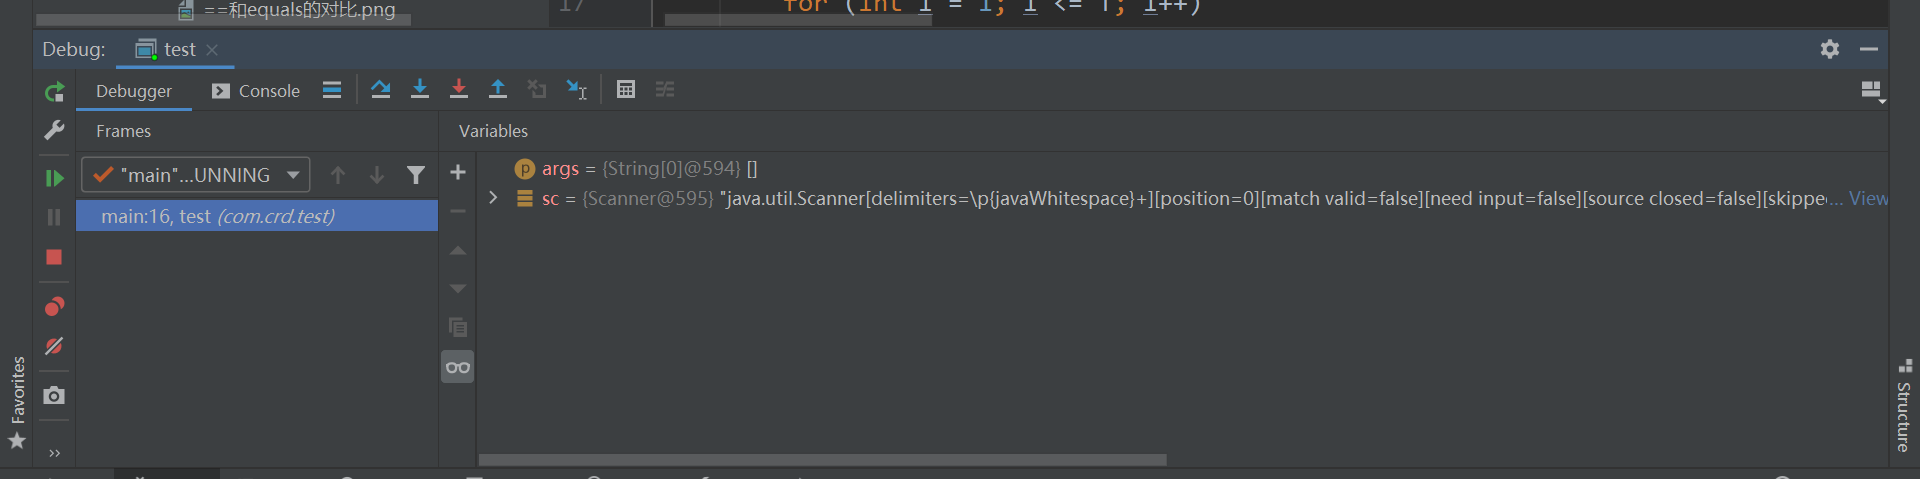 ==和equals的对比.png
17 for (int i = 1; i <= 1; i++)
Debug: test
Debugger Console
Frames Variables
"main"...UNNING
args = {String[0]@594} []
sc = {Scanner@595} "java.util.Scanner[delimiters=\p{javaWhitespace}+][position=0][match valid=false][need input=false][source closed=false][skippe... View
main:16, test (com.crd.test)
Favorites
Structure